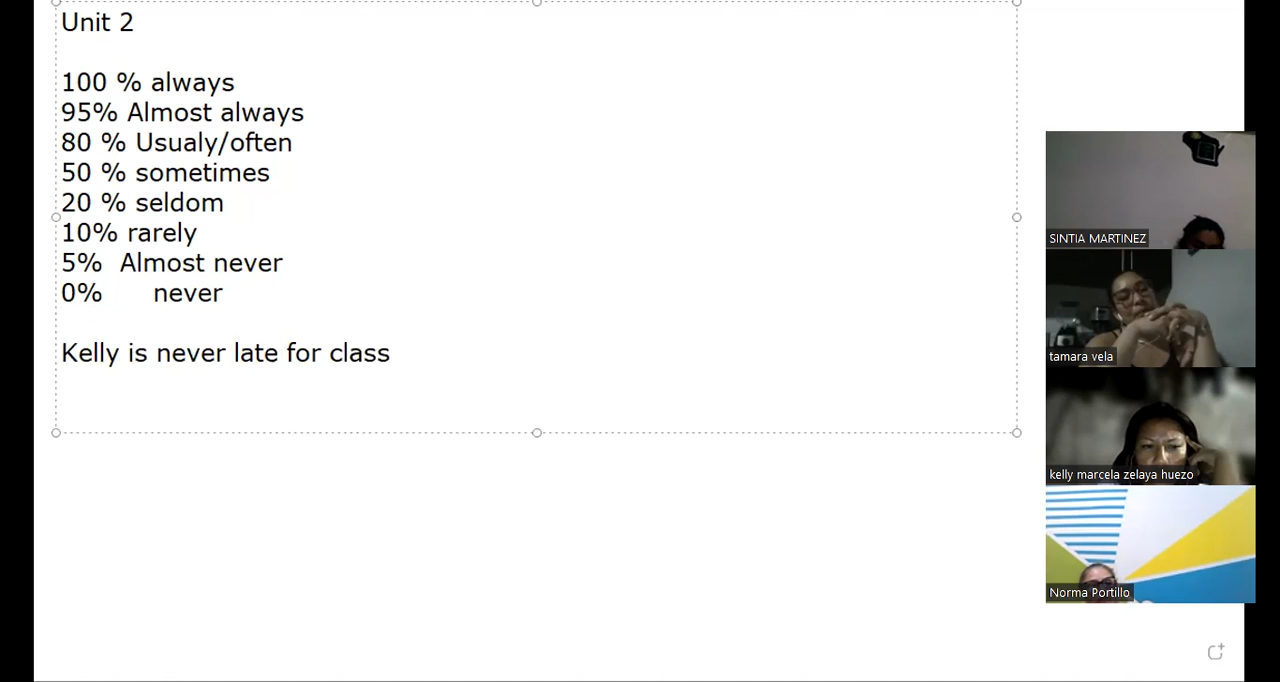 Unit 2
100 % always
95% Almost always
80 % Usualy/often
50 % sometimes
20 % seldom
10% rarely
5% Almost never
0% never
Kelly is never late for class
SINTIA MARTINEZ
tamara vela
kelly marcela zelaya huezo
Norma Portillo